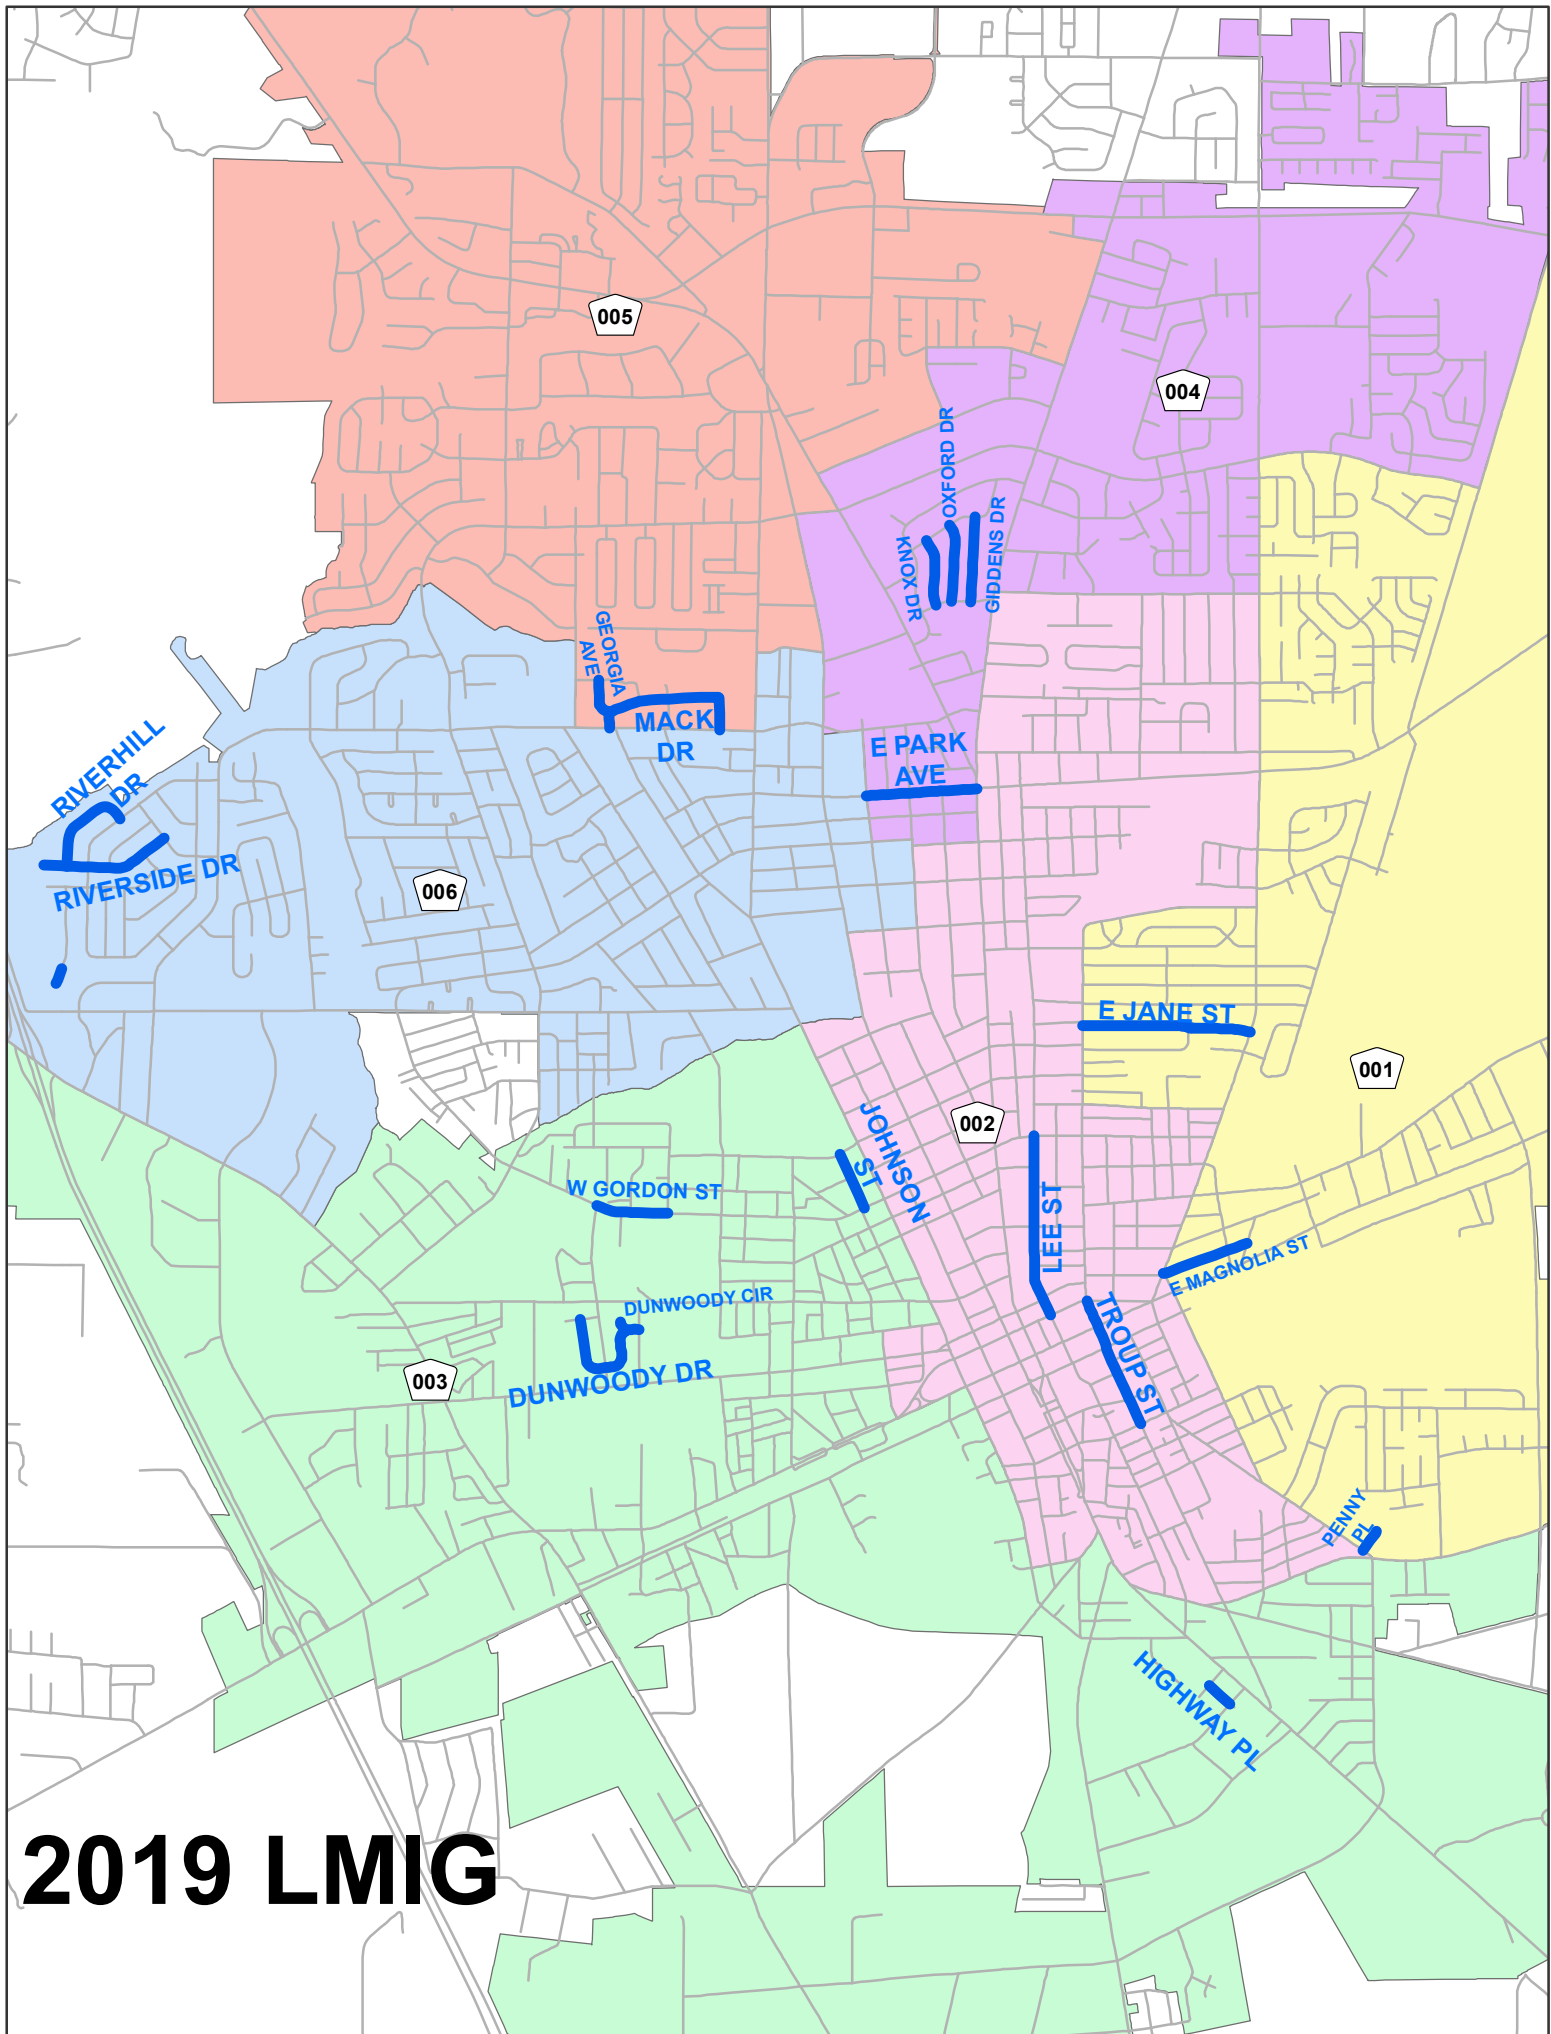 005
004
OXFORD DR
KNOX DR
GIDDENS DR
GEORGIA
AVE
MACK
DR
E PARK
AVE
RIVERHILL
DR
RIVERSIDE DR
006
E JANE ST
001
002
JOHNSON
ST
W GORDON ST
LEE ST
E MAGNOLIA ST
DUNWOODY CIR
TROUP ST
003
DUNWOODY DR
PENNY
PL
HIGHWAY PL
2019 LMIG